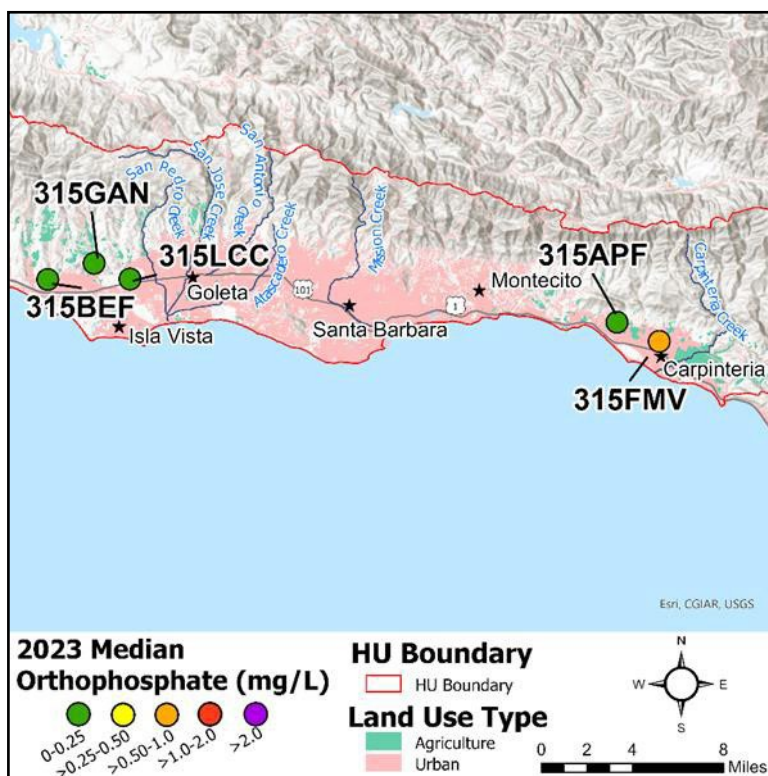 San Pedro Creek
San Jose Creek
San Antonio Creek
Atascadero Creek
Mission Creek
Carpinteria Creek
315GAN
315LCC
315BEF
Goleta
Isla Vista
101
Santa Barbara
Montecito
1
315APF
Carpinteria
315FMV
Esri, CGIAR, USGS
2023 Median
Orthophosphate (mg/L)
0-0.25
>0.25-0.50
>0.50-1.0
>1.0-2.0
>2.0
HU Boundary
HU Boundary
Land Use Type
Agriculture
Urban
N
W
E
S
0 2 4 8
Miles